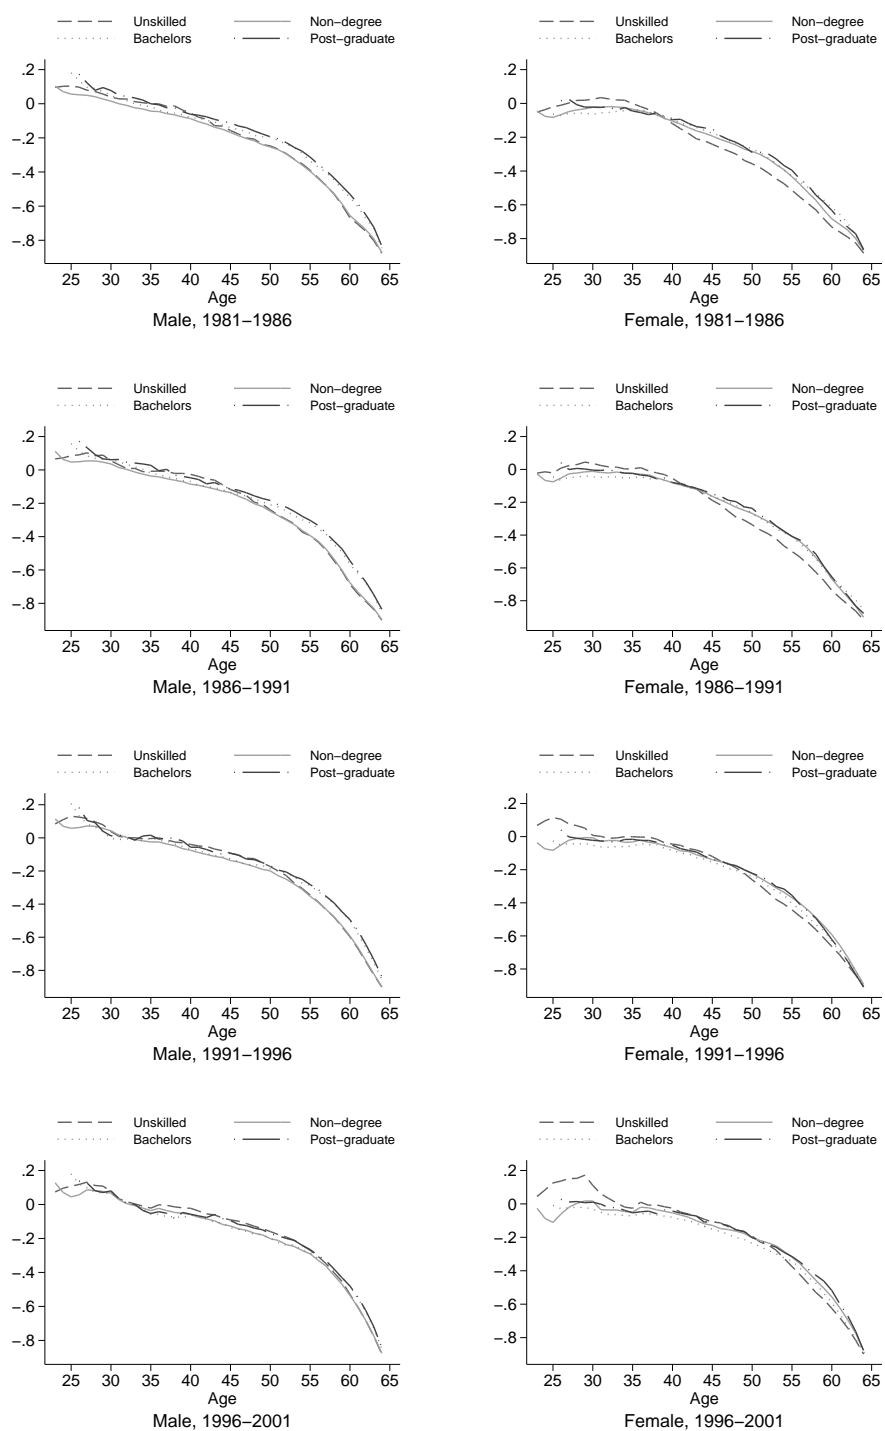 Unskilled Non−degree
Bachelors Post−graduate
.2
0
−.2
−.4
−.6
−.8
25 30 35 40 45 50 55 60 65
Age
Male, 1981−1986
Unskilled Non−degree
Bachelors Post−graduate
.2
0
−.2
−.4
−.6
−.8
25 30 35 40 45 50 55 60 65
Age
Female, 1981−1986
Unskilled Non−degree
Bachelors Post−graduate
.2
0
−.2
−.4
−.6
−.8
25 30 35 40 45 50 55 60 65
Age
Male, 1986−1991
Unskilled Non−degree
Bachelors Post−graduate
.2
0
−.2
−.4
−.6
−.8
25 30 35 40 45 50 55 60 65
Age
Female, 1986−1991
Unskilled Non−degree
Bachelors Post−graduate
.2
0
−.2
−.4
−.6
−.8
25 30 35 40 45 50 55 60 65
Age
Male, 1991−1996
Unskilled Non−degree
Bachelors Post−graduate
.2
0
−.2
−.4
−.6
−.8
25 30 35 40 45 50 55 60 65
Age
Female, 1991−1996
Unskilled Non−degree
Bachelors Post−graduate
.2
0
−.2
−.4
−.6
−.8
25 30 35 40 45 50 55 60 65
Age
Male, 1996−2001
Unskilled Non−degree
Bachelors Post−graduate
.2
0
−.2
−.4
−.6
−.8
25 30 35 40 45 50 55 60 65
Age
Female, 1996−2001